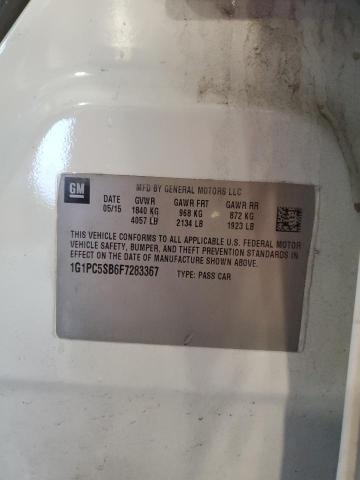 MFD BY GENERAL MOTORS LLC
GM DATE GVWR GAWR FRT GAWR RR
05/15 1840 KG 968 KG 872 KG
4057 LB 2134 LB 1923 LB
THIS VEHICLE CONFORMS TO ALL APPLICABLE U.S. FEDERAL MOTOR
VEHICLE SAFETY, BUMPER, AND THEFT PREVENTION STANDARDS IN
EFFECT ON THE DATE OF MANUFACTURE SHOWN ABOVE.
1G1PC5SB6F7283367 TYPE: PASS CAR